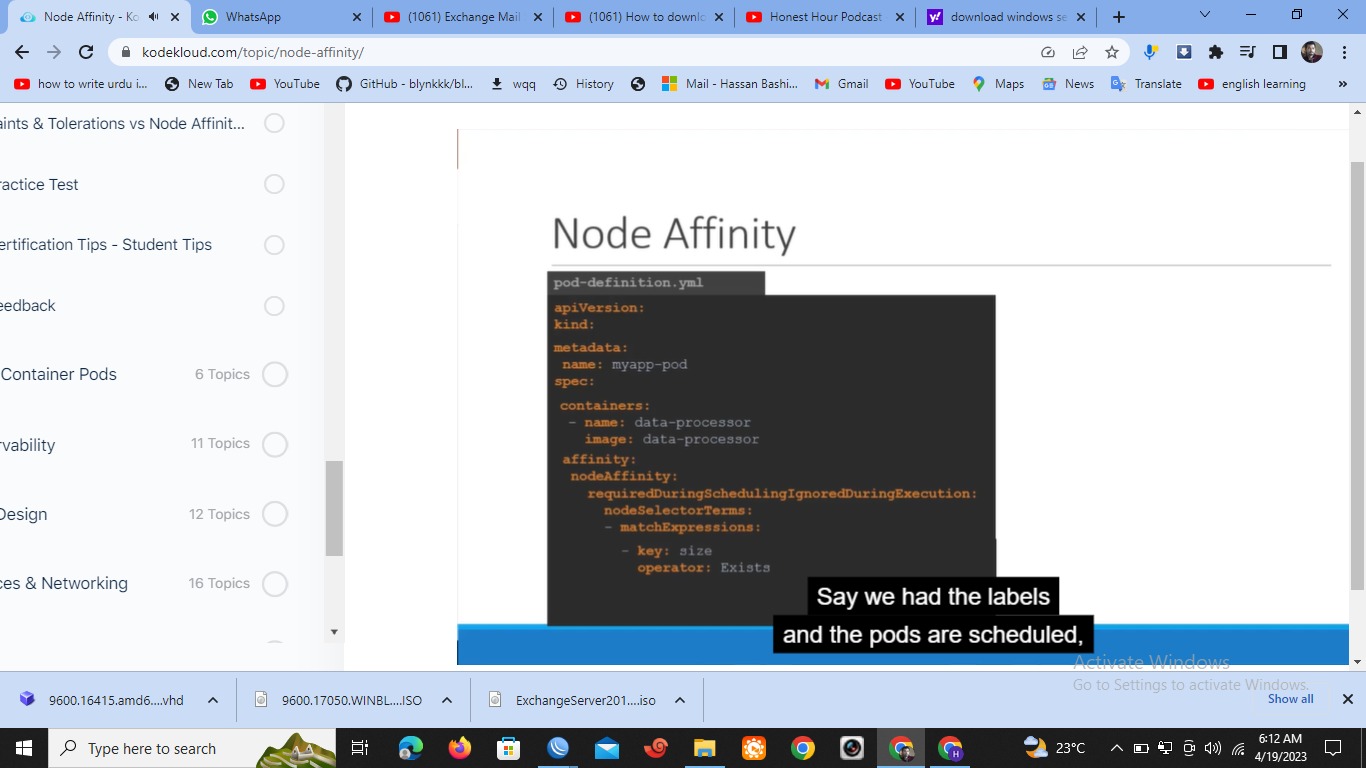 Node Affinity - Ko
WhatsApp
(1061) Exchange Mail
(1061) How to downlo
Honest Hour Podcast
download windows se
kodekloud.com/topic/node-affinity/
how to write urdu i...
New Tab
YouTube
GitHub - blynkkk/bl...
wqq
History
Mail - Hassan Bashi...
Gmail
YouTube
Maps
News
Translate
english learning
»
aints & Tolerations vs Node Affinit...
ractice Test
ertification Tips - Student Tips
eedback
Container Pods
6 Topics
rvability
11 Topics
Design
12 Topics
ces & Networking
16 Topics
Node Affinity
pod-definition.yml
apiVersion:
kind:
metadata:
name: myapp-pod
spec:
containers:
- name: data-processor
image: data-processor
affinity:
nodeAffinity:
requiredDuringSchedulingIgnoredDuringExecution:
nodeSelectorTerms:
- matchExpressions:
- key: size
operator: Exists
Say we had the labels
and the pods are scheduled,
Activate Windows
Go to Settings to activate Windows.
9600.16415.amd6....vhd
9600.17050.WINBL....ISO
ExchangeServer201....iso
Show all
Type here to search
23°C
6:12 AM
4/19/2023